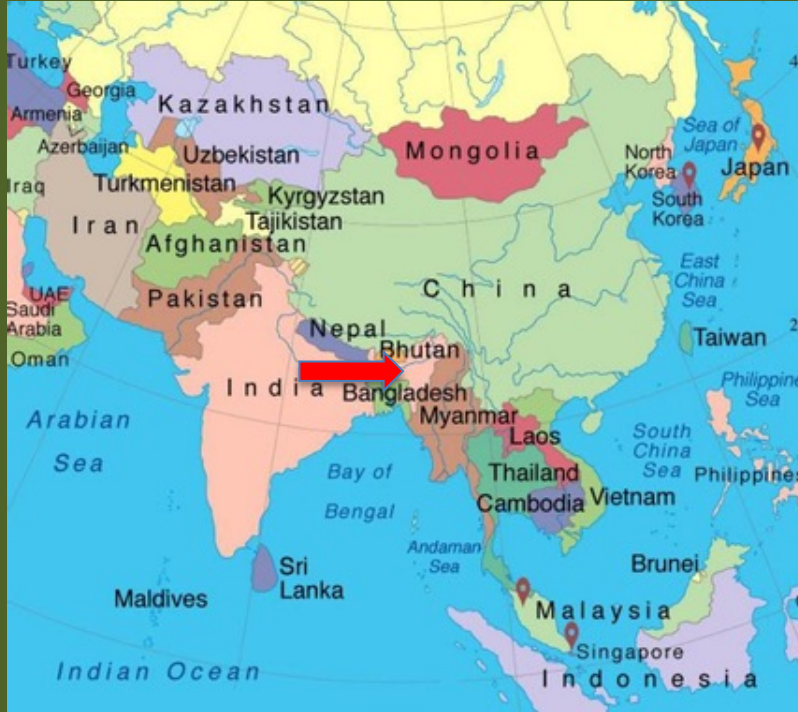 Turkey
Georgia
Armenia
Azerbaijan
Kazakhstan
Uzbekistan
Turkmenistan
Kyrgyzstan
Tajikistan
Mongolia
North
Korea
South
Korea
Sea of
Japan
Japan
Iraq
Iran
Afghanistan
Pakistan
China
East
China
Sea
UAE
Saudi
Arabia
Oman
Nepal
Bhutan
India
Bangladesh
Myanmar
Taiwan
Philippine
Sea
Arabian
Sea
Bay of
Bengal
Laos
Thailand
Cambodia
Vietnam
South
China
Sea
Philippines
Andaman
Sea
Sri
Lanka
Maldives
Brunei
Malaysia
Singapore
Indonesia
Indian Ocean